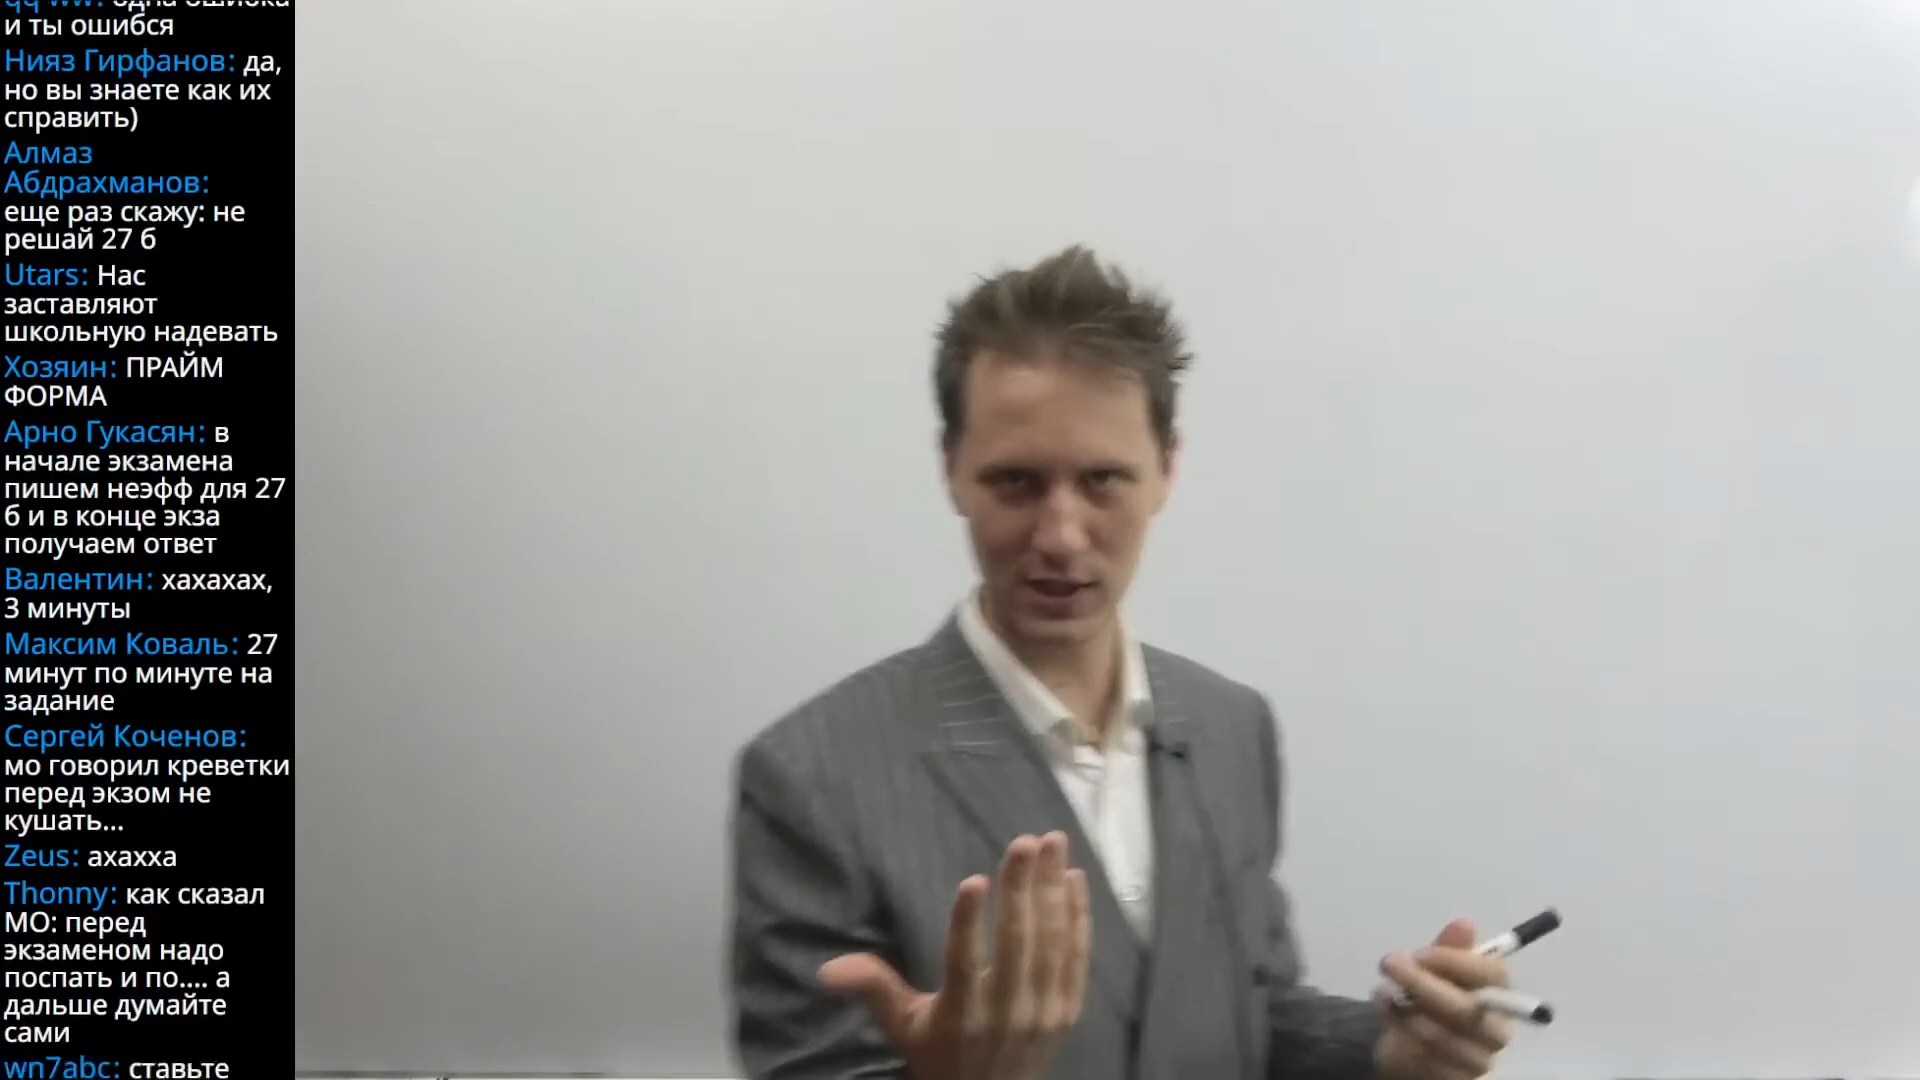 qq ww: одна ошибка
и ты ошибся
Нияз Гирфанов: да,
но вы знаете как их
справить)
Алмаз
Абдрахманов:
еще раз скажу: не
решай 27 б
Utars: Нас
заставляют
школьную надевать
Хозяин: ПРАЙМ
ФОРМА
Арно Гукасян: в
начале экзамена
пишем неэфф для 27
б и в конце экза
получаем ответ
Валентин: хахахах,
3 минуты
Максим Коваль: 27
минут по минуте на
задание
Сергей Коченов:
мо говорил креветки
перед экзом не
кушать...
Zeus: ахахха
Thonny: как сказал
МО: перед
экзаменом надо
поспать и по.... а
дальше думайте
сами
wn7abc: ставьте